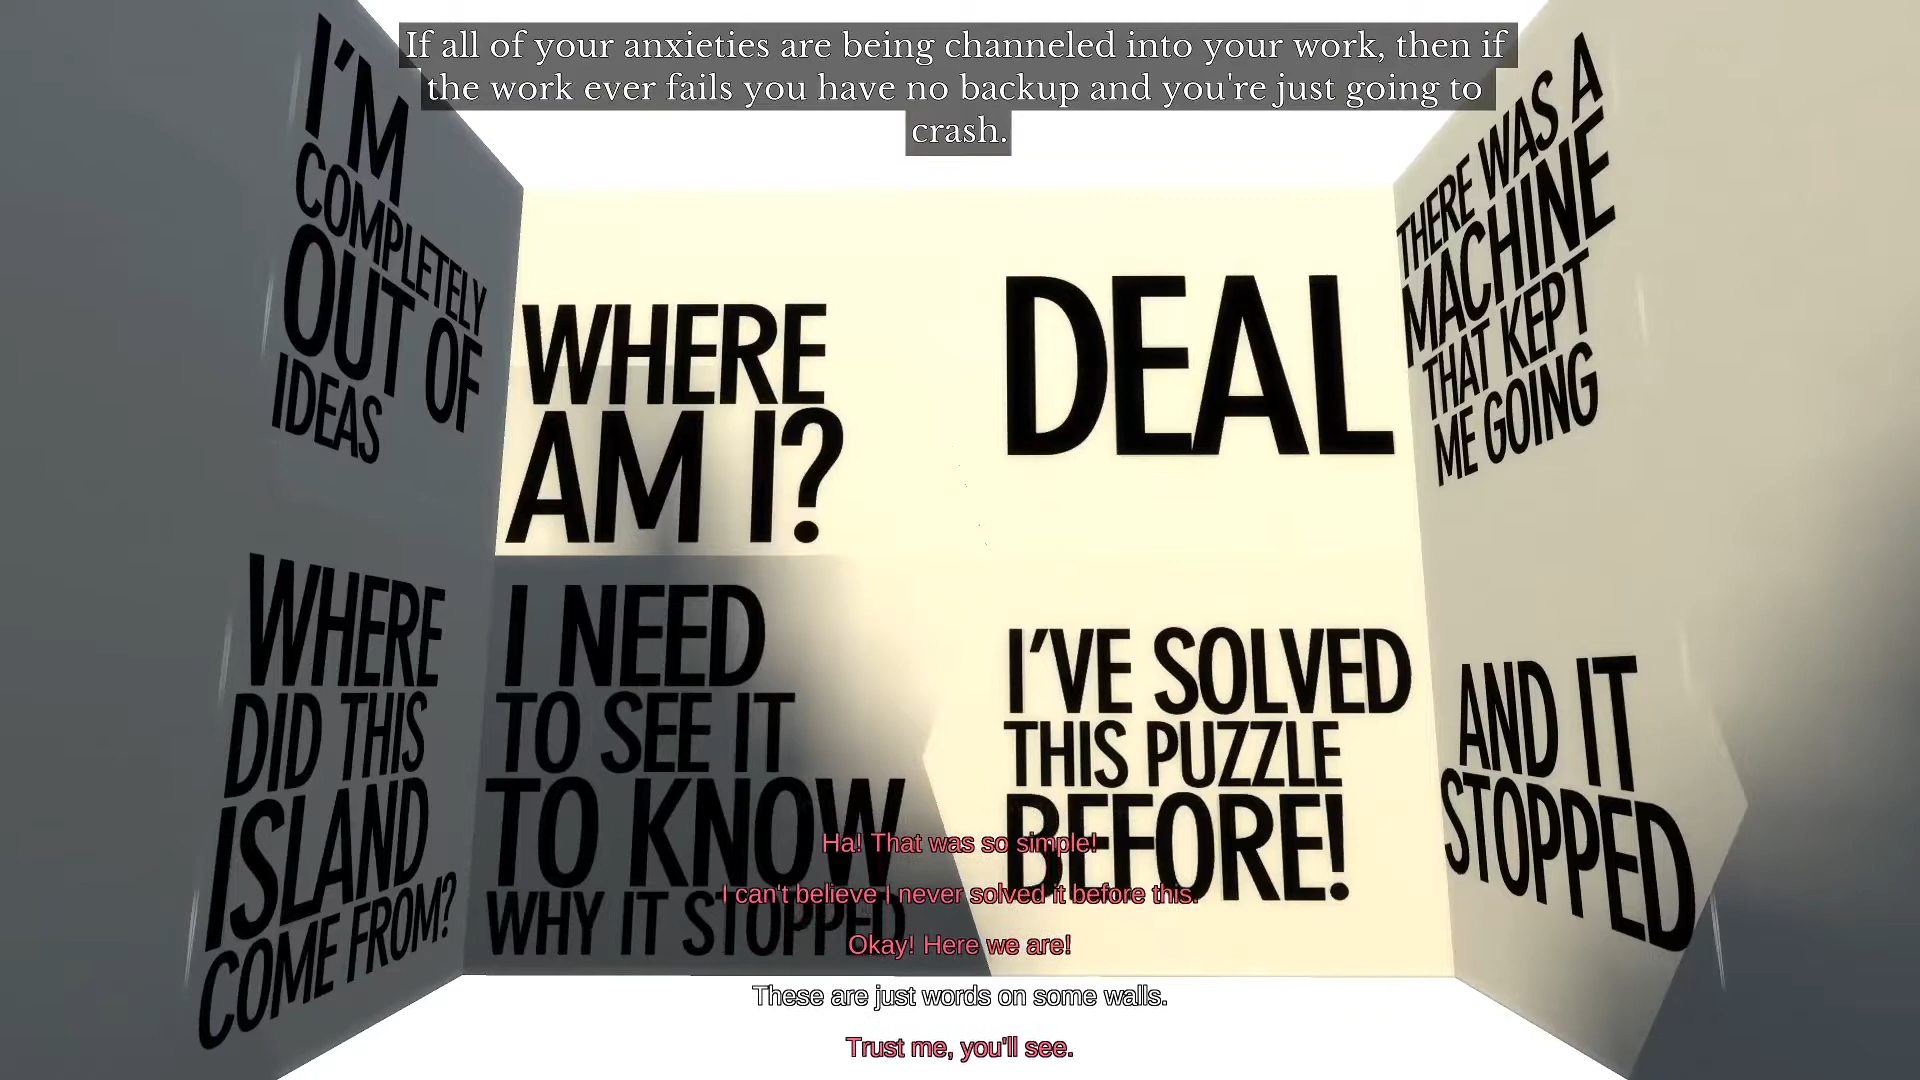 If all of your anxieties are being channeled into your work, then if
the work ever fails you have no backup and you're just going to
crash.
I'M
COMPLETELY
OUT OF
IDEAS
WHERE
AM I?
DEAL
THERE WAS A
MACHINE
THAT KEPT
ME GOING
WHERE
DID THIS
ISLAND
COME FROM?
I NEED
TO SEE IT
TO KNOW
WHY IT STOPPED
I'VE SOLVED
THIS PUZZLE
BEFORE!
AND IT
STOPPED
Ha! That was so simple!
I can't believe I never solved it before this.
Okay! Here we are!
These are just words on some walls.
Trust me, you'll see.